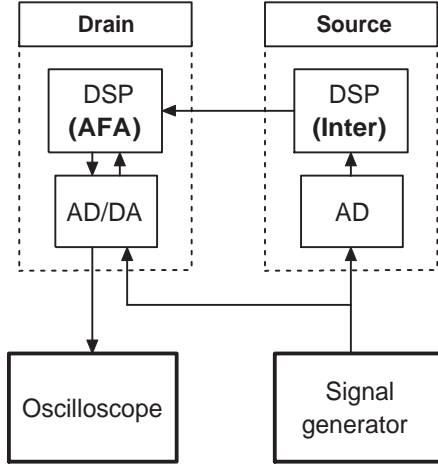 Drain
Source
DSP
(AFA)
DSP
(Inter)
AD/DA
AD
Oscilloscope
Signal
generator